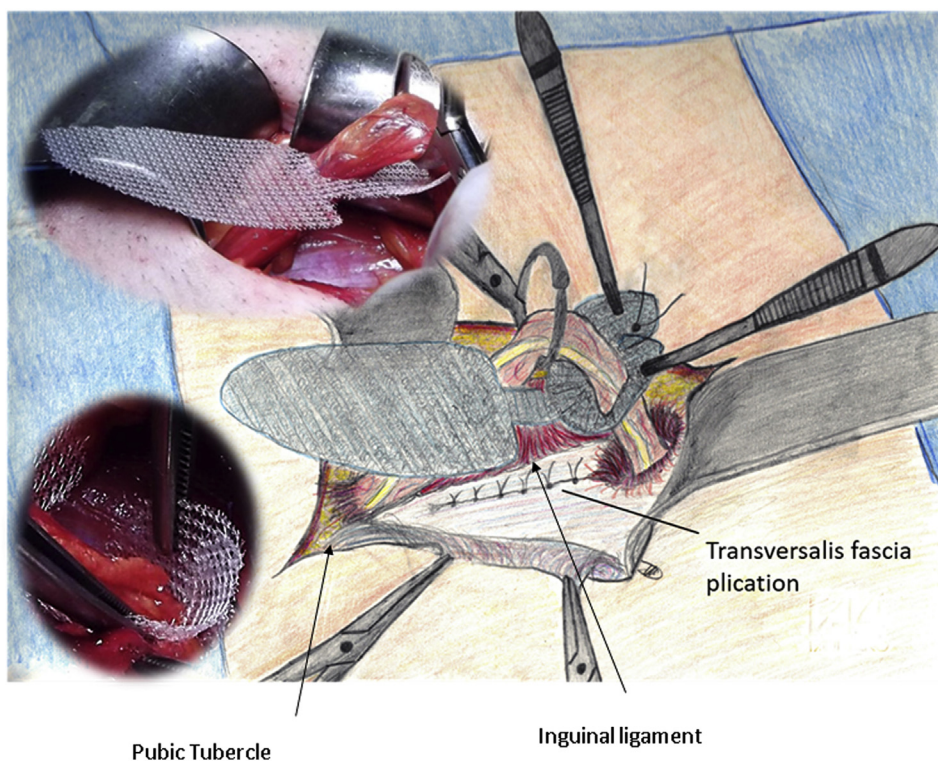 Transversalis fascia
plication
Inguinal ligament
Pubic Tubercle